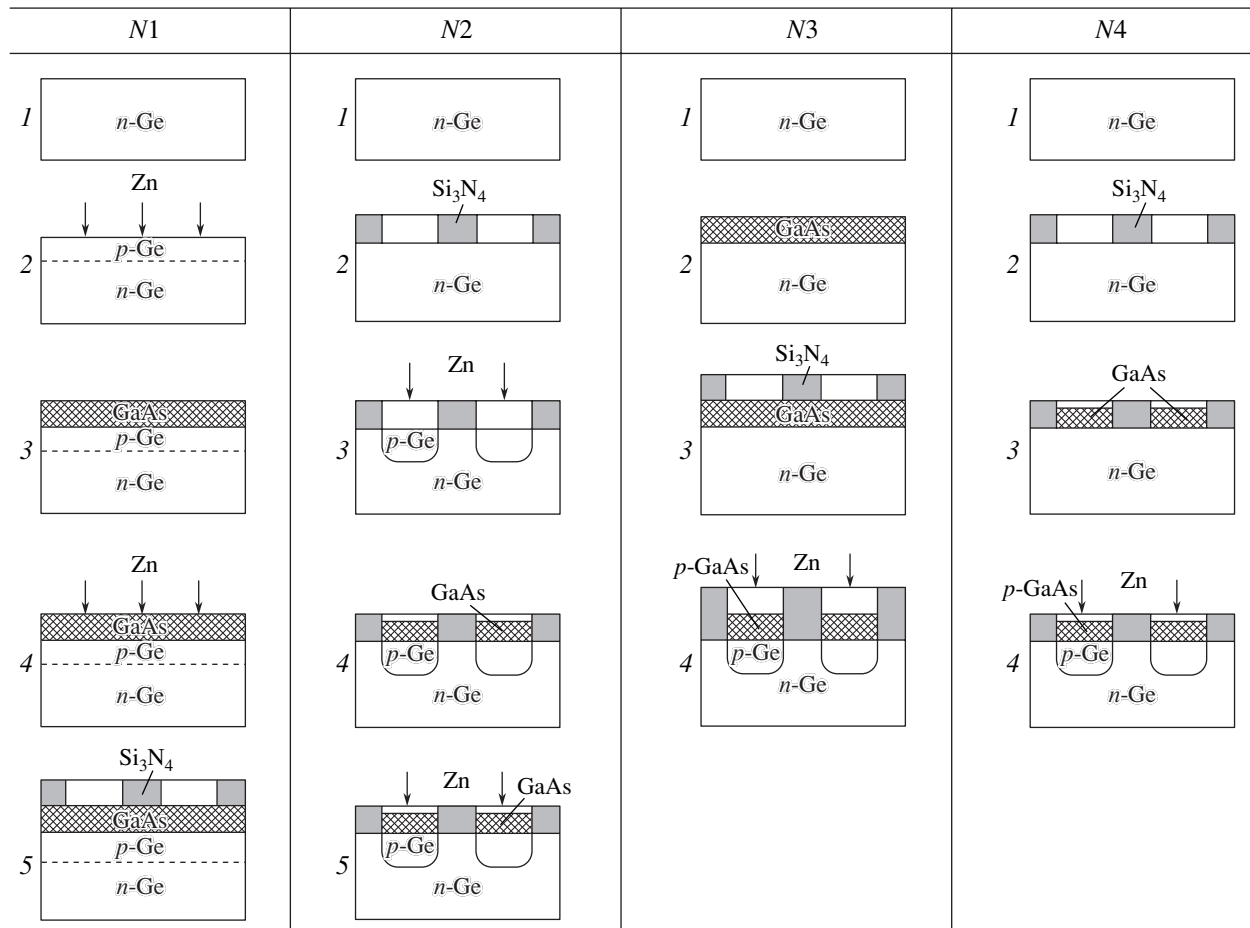 N1 N2 N3 N4
1 n-Ge
Zn
2 p-Ge
n-Ge
3 GaAs
p-Ge
n-Ge
Zn
4 GaAs
p-Ge
n-Ge
Si3N4
5 GaAs
p-Ge
n-Ge
1 n-Ge
Si3N4
2 n-Ge
Zn
3 p-Ge
n-Ge
GaAs
4 p-Ge
n-Ge
Zn GaAs
5 p-Ge
n-Ge
1 n-Ge
2 GaAs
n-Ge
Si3N4
3 GaAs
n-Ge
p-GaAs Zn
4 p-Ge
n-Ge
1 n-Ge
Si3N4
2 n-Ge
GaAs
3 n-Ge
p-GaAs Zn
4 p-Ge
n-Ge